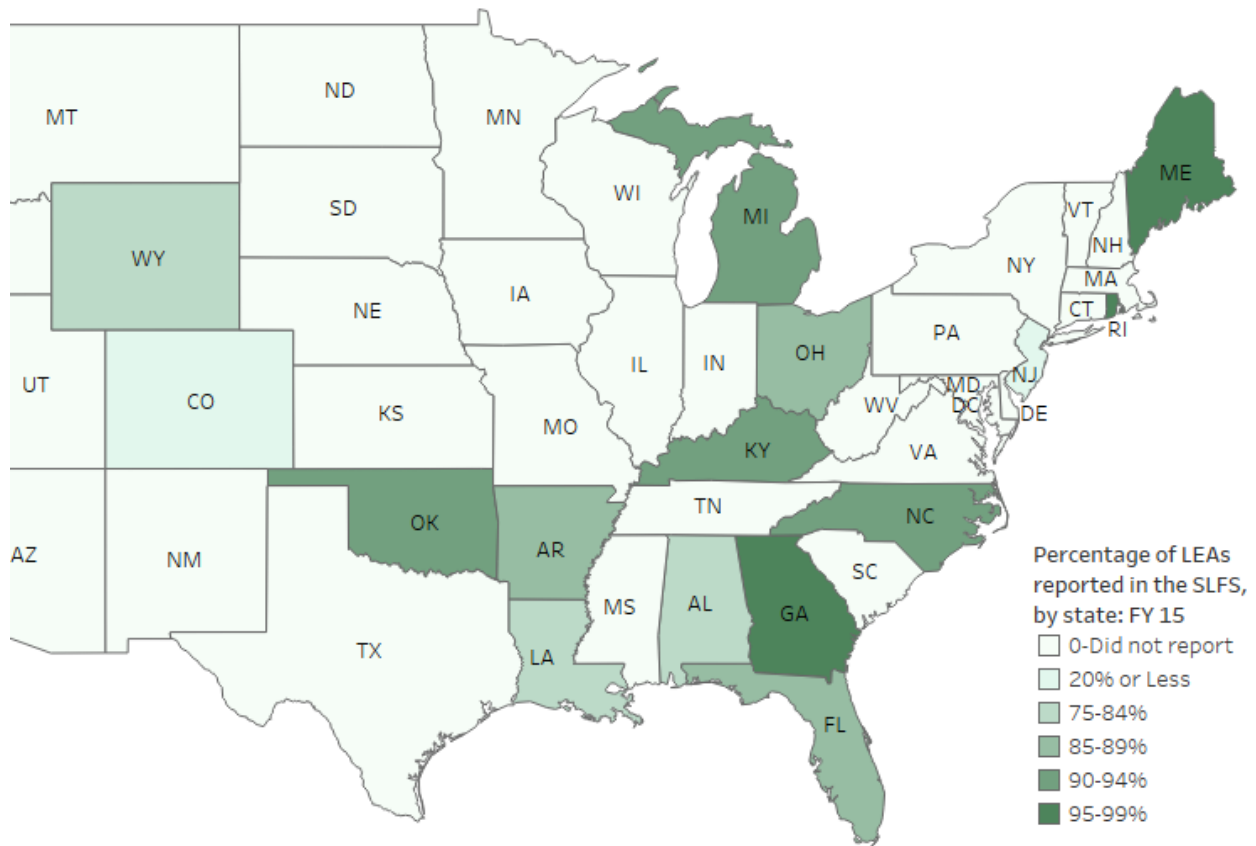 ND
MT
MN
ME
WI
SD
MI
VT
NH
NY
WY
MA
IA
NE
CT
RI
PA
OH
IN
IL
NJ
UT
MD
CO
WV
DC
KS
DE
MO
KY
VA
TN
OK
NC
AR
AZ
NM
SC
MS
AL
GA
TX
LA
FL
Percentage of LEAs
reported in the SLFS,
by state: FY 15
0-Did not report
20% or Less
75-84%
85-89%
90-94%
95-99%